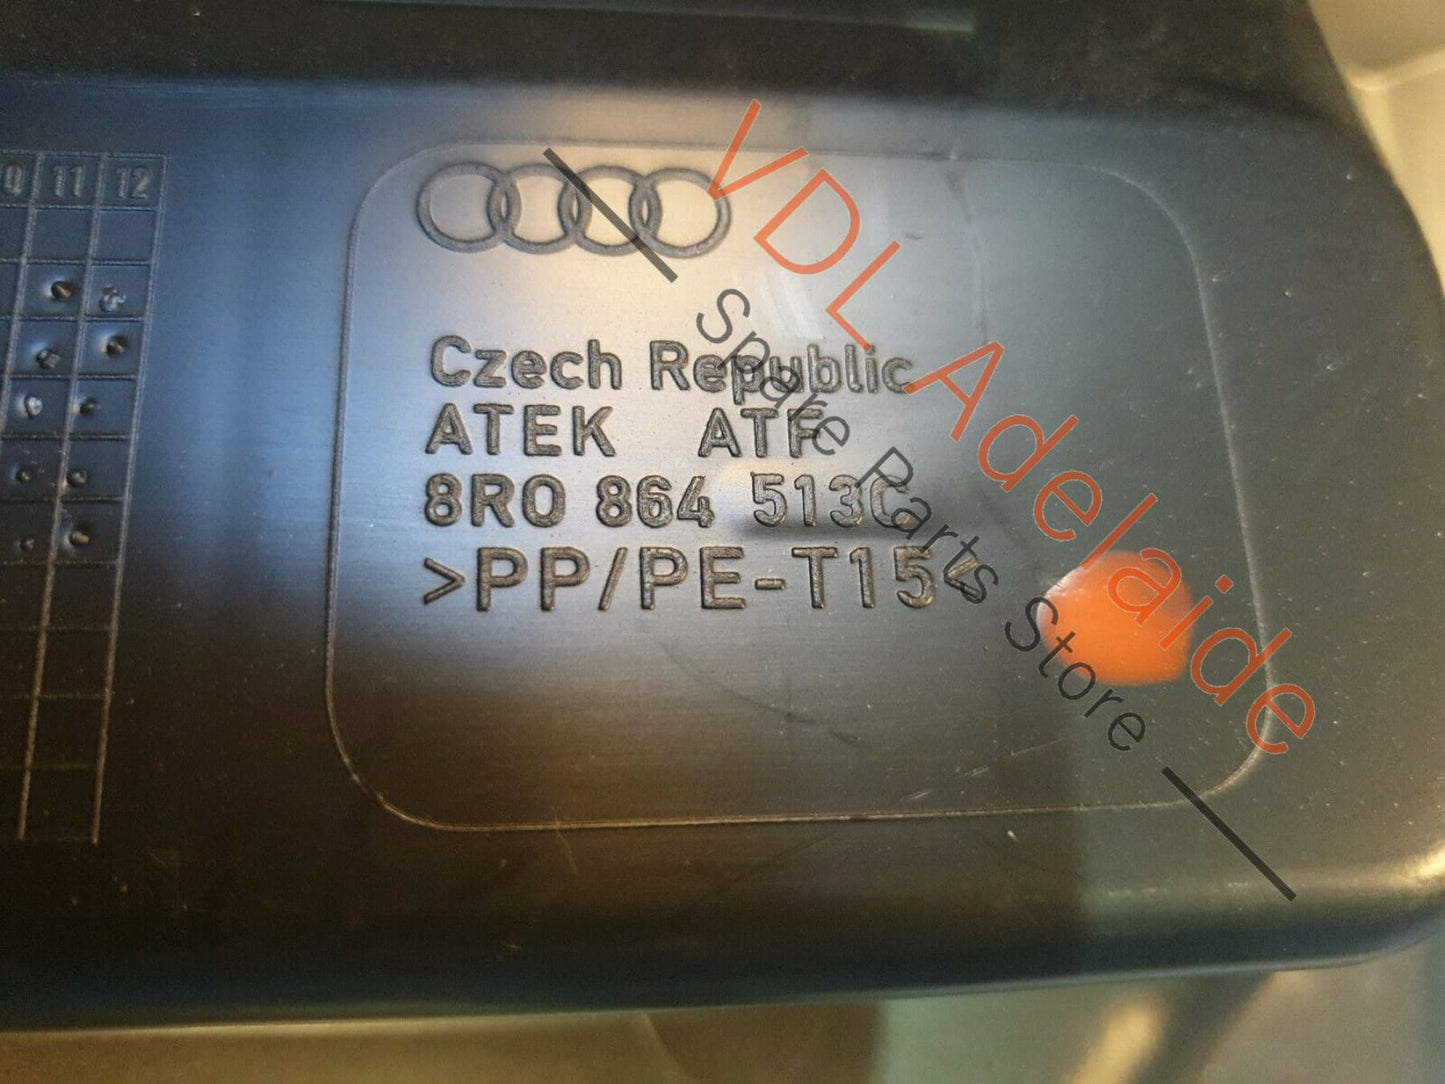 11 12
Czech Republic
ATEK ATF
8R0 864 513C
>PP/PE-T15<
VDL Adelaide
Spare Parts Store